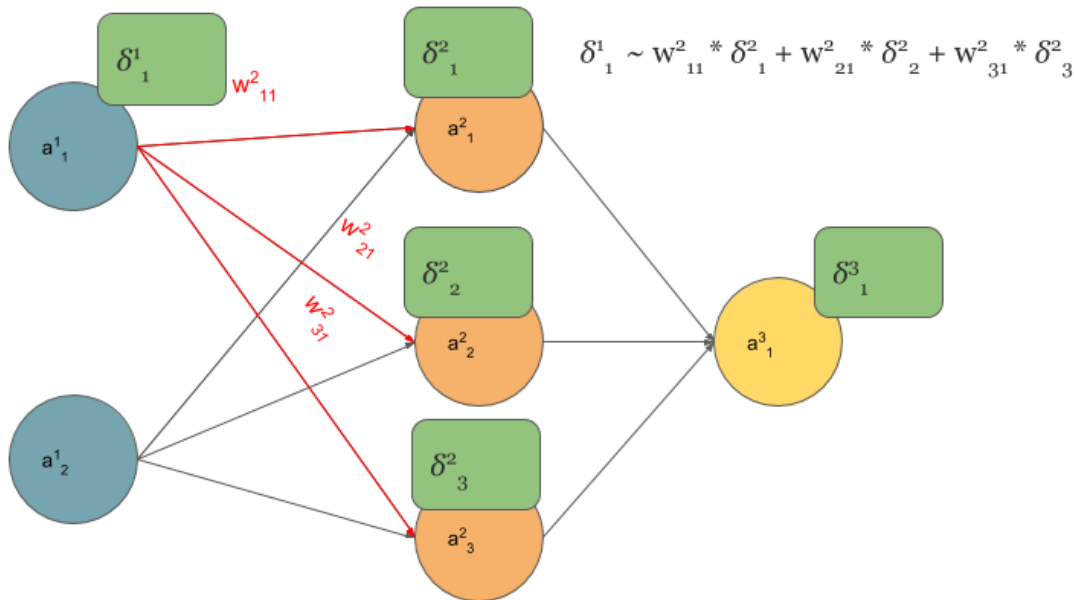 δ¹₁
w²₁₁
δ²₁
δ¹₁ ~ w²₁₁ * δ²₁ + w²₂₁ * δ²₂ + w²₃₁ * δ²₃
a¹₁
a²₁
w²₂₁
δ²₂
δ³₁
w²₃₁
a²₂
a³₁
a¹₂
δ²₃
a²₃